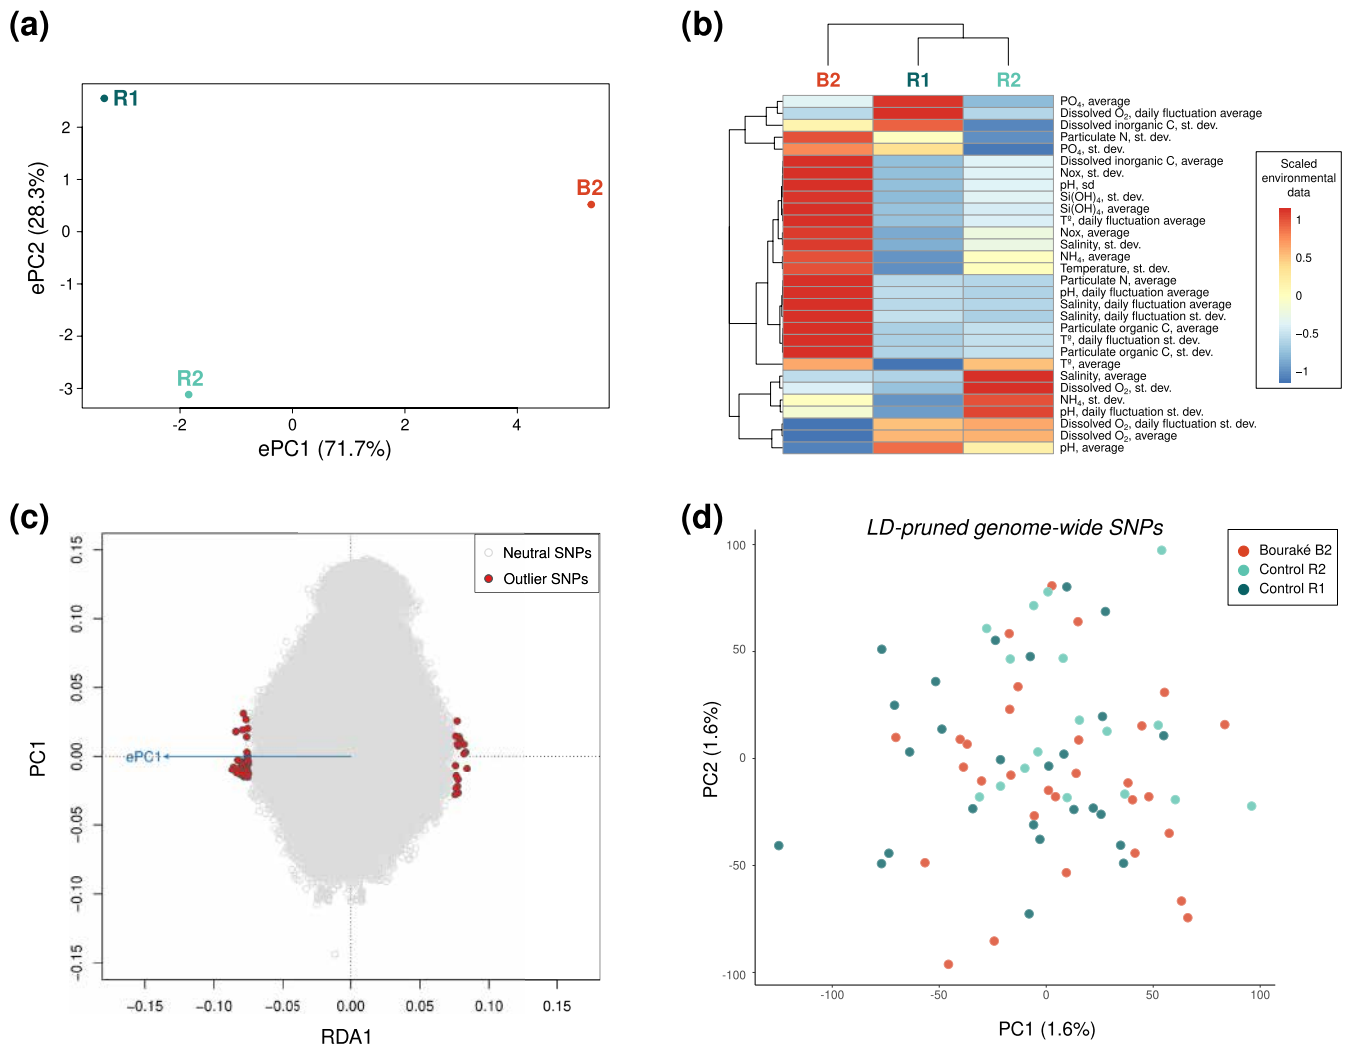 (a)
R1
B2
R2
2
1
0
-1
-2
-3
-2
0
2
4
ePC2 (28.3%)
ePC1 (71.7%)
(b)
B2
R1
R2
PO4, average
Dissolved O2, daily fluctuation average
Dissolved inorganic C, st. dev.
Particulate N, st. dev.
PO4, st. dev.
Dissolved inorganic C, average
Nox, st. dev.
pH, sd
Si(OH)4, st. dev.
Si(OH)4, average
Tº, daily fluctuation average
Nox, average
Salinity, st. dev.
NH4, average
Temperature, st. dev.
Particulate N, average
pH, daily fluctuation average
Salinity, daily fluctuation average
Salinity, daily fluctuation st. dev.
Particulate organic C, average
Tº, daily fluctuation st. dev.
Particulate organic C, st. dev.
Tº, average
Salinity, average
Dissolved O2, st. dev.
NH4, st. dev.
pH, daily fluctuation st. dev.
Dissolved O2, daily fluctuation st. dev.
Dissolved O2, average
pH, average
Scaled
environmental
data
1
0.5
0
−0.5
−1
(c)
Neutral SNPs
Outlier SNPs
ePC1
0.15
0.10
0.05
0.00
−0.05
−0.10
−0.15
−0.15
−0.10
−0.05
0.00
0.05
0.10
0.15
PC1
RDA1
(d)
LD-pruned genome-wide SNPs
Bouraké B2
Control R2
Control R1
100
50
0
-50
-100
-100
-50
0
50
100
PC2 (1.6%)
PC1 (1.6%)